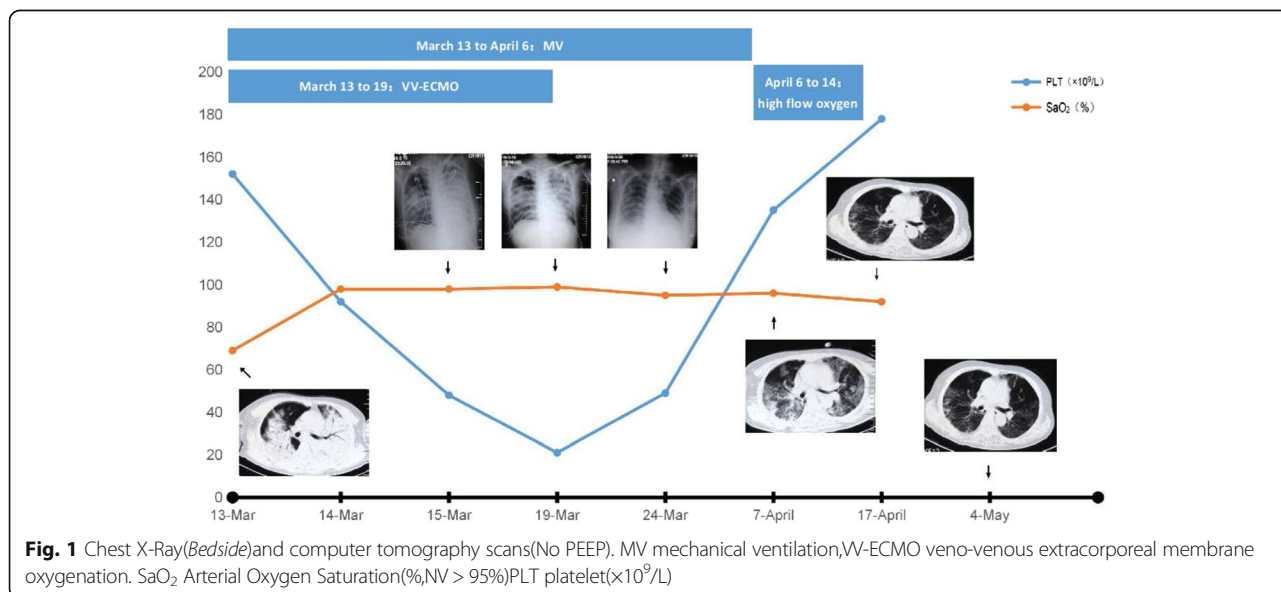 March 13 to April 6：MV
March 13 to 19：VV-ECMO
April 6 to 14：
high flow oxygen
PLT（×10⁹/L）
SaO₂（%）
200
180
160
140
120
100
80
60
40
20
0
13-Mar
14-Mar
15-Mar
19-Mar
24-Mar
7-April
17-April
4-May
Fig. 1 Chest X-Ray(Bedside)and computer tomography scans(No PEEP). MV mechanical ventilation,VV-ECMO veno-venous extracorporeal membrane
oxygenation. SaO₂ Arterial Oxygen Saturation(%,NV > 95%)PLT platelet(×10⁹/L)